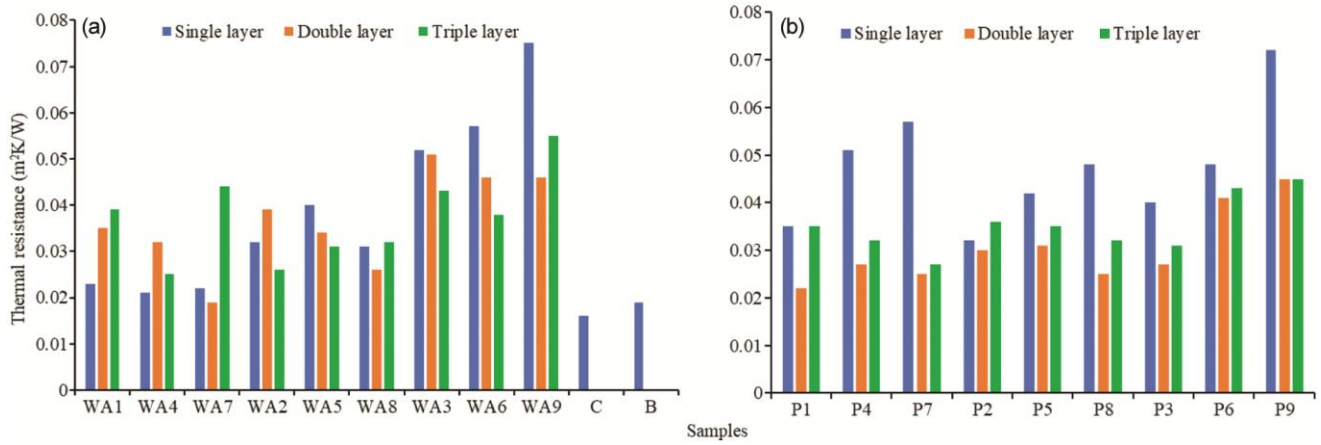 (a)
Single layer Double layer Triple layer
Thermal resistance (m²K/W)
0.08
0.07
0.06
0.05
0.04
0.03
0.02
0.01
0
WA1 WA4 WA7 WA2 WA5 WA8 WA3 WA6 WA9 C B
(b)
Single layer Double layer Triple layer
0.08
0.07
0.06
0.05
0.04
0.03
0.02
0.01
0
P1 P4 P7 P2 P5 P8 P3 P6 P9
Samples